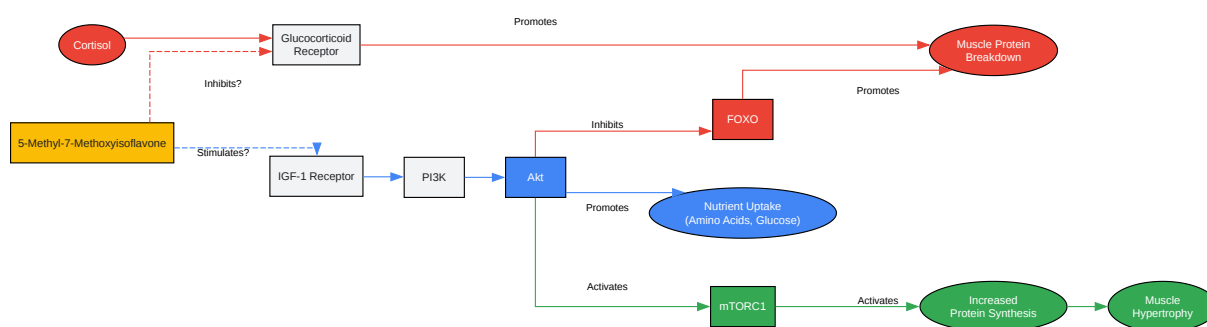 Promotes
Cortisol
Glucocorticoid
Receptor
Muscle Protein
Breakdown
Inhibits?
Promotes
FOXO
Inhibits
5-Methyl-7-Methoxyisoflavone
Stimulates?
IGF-1 Receptor
PI3K
Akt
Promotes
Nutrient Uptake
(Amino Acids, Glucose)
Activates
mTORC1
Activates
Increased
Protein Synthesis
Muscle
Hypertrophy